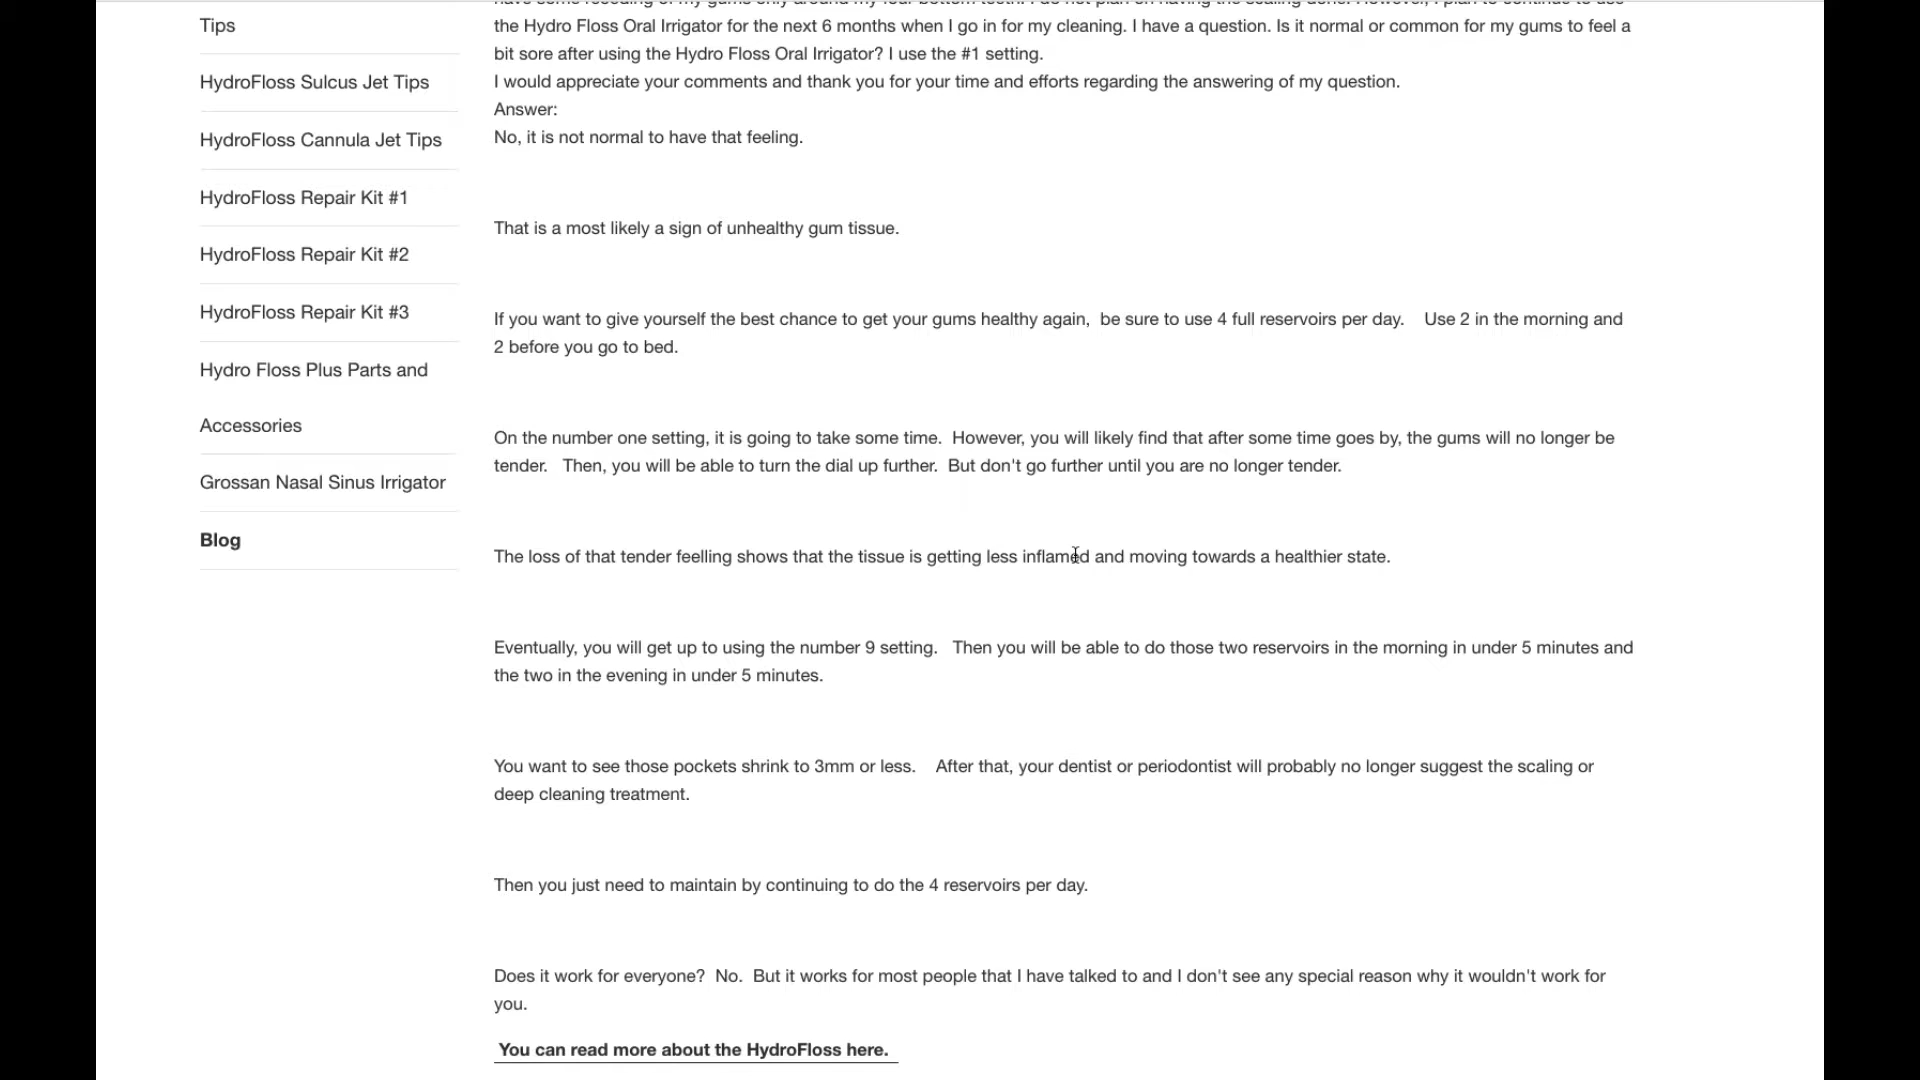 Tips
HydroFloss Sulcus Jet Tips
HydroFloss Cannula Jet Tips
HydroFloss Repair Kit #1
HydroFloss Repair Kit #2
HydroFloss Repair Kit #3
Hydro Floss Plus Parts and
Accessories
Grossan Nasal Sinus Irrigator
Blog
the Hydro Floss Oral Irrigator for the next 6 months when I go in for my cleaning. I have a question. Is it normal or common for my gums to feel a
bit sore after using the Hydro Floss Oral Irrigator? I use the #1 setting.
I would appreciate your comments and thank you for your time and efforts regarding the answering of my question.
Answer:
No, it is not normal to have that feeling.
That is a most likely a sign of unhealthy gum tissue.
If you want to give yourself the best chance to get your gums healthy again, be sure to use 4 full reservoirs per day. Use 2 in the morning and
2 before you go to bed.
On the number one setting, it is going to take some time. However, you will likely find that after some time goes by, the gums will no longer be
tender. Then, you will be able to turn the dial up further. But don't go further until you are no longer tender.
The loss of that tender feelling shows that the tissue is getting less inflamed and moving towards a healthier state.
Eventually, you will get up to using the number 9 setting. Then you will be able to do those two reservoirs in the morning in under 5 minutes and
the two in the evening in under 5 minutes.
You want to see those pockets shrink to 3mm or less. After that, your dentist or periodontist will probably no longer suggest the scaling or
deep cleaning treatment.
Then you just need to maintain by continuing to do the 4 reservoirs per day.
Does it work for everyone? No. But it works for most people that I have talked to and I don't see any special reason why it wouldn't work for
you.
You can read more about the HydroFloss here.